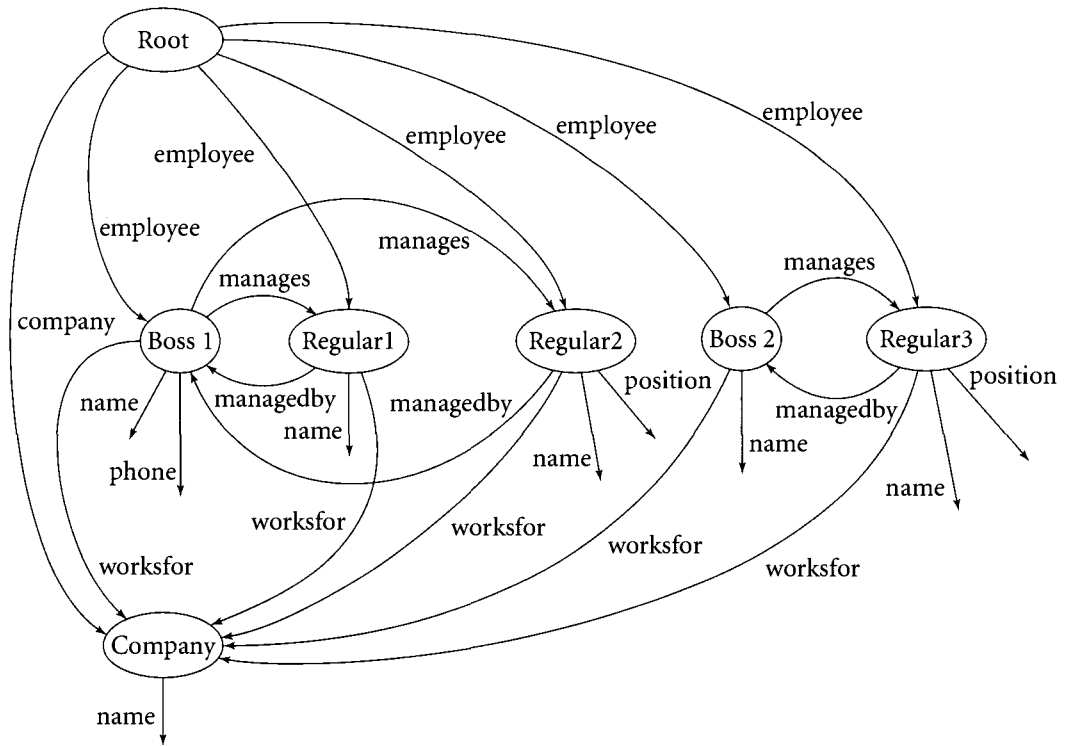 Root
employee
employee
employee
employee
employee
manages
manages
manages
company
Boss 1
Regular1
Regular2
Boss 2
Regular3
position
position
name
managedby
managedby
managedby
name
name
phone
name
name
worksfor
worksfor
worksfor
worksfor
worksfor
Company
name